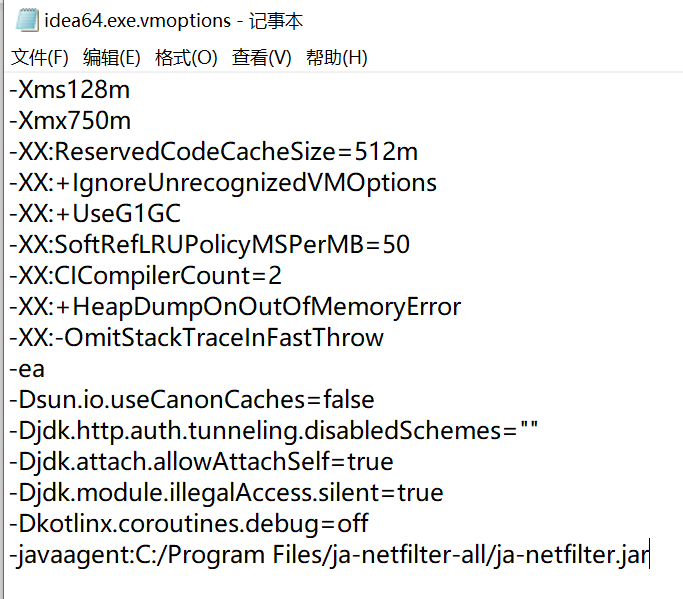 idea64.exe.vmoptions - 记事本
文件(F) 编辑(E) 格式(O) 查看(V) 帮助(H)
-Xms128m
-Xmx750m
-XX:ReservedCodeCacheSize=512m
-XX:+IgnoreUnrecognizedVMOptions
-XX:+UseG1GC
-XX:SoftRefLRUPolicyMSPerMB=50
-XX:CICompilerCount=2
-XX:+HeapDumpOnOutOfMemoryError
-XX:-OmitStackTraceInFastThrow
-ea
-Dsun.io.useCanonCaches=false
-Djdk.http.auth.tunneling.disabledSchemes=""
-Djdk.attach.allowAttachSelf=true
-Djdk.module.illegalAccess.silent=true
-Dkotlinx.coroutines.debug=off
-javaagent:C:/Program Files/ja-netfilter-all/ja-netfilter.jar